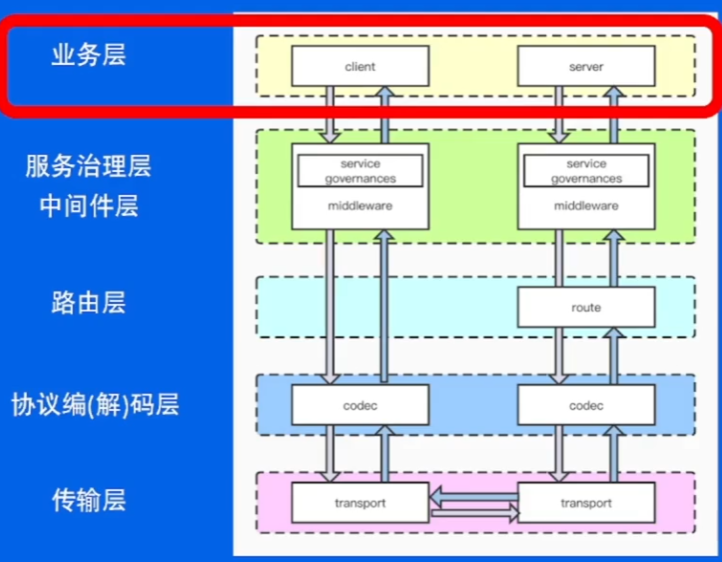 业务层
client
server
服务治理层
中间件层
service
governances
middleware
service
governances
middleware
路由层
route
协议编(解)码层
codec
codec
传输层
transport
transport